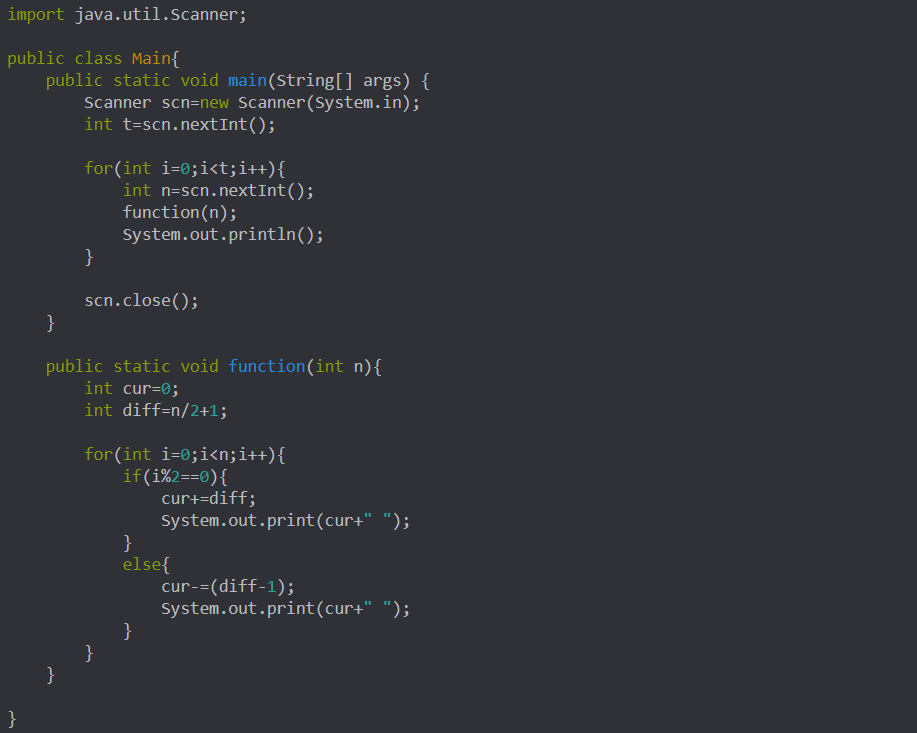 import java.util.Scanner;

public class Main{
    public static void main(String[] args) {
        Scanner scn=new Scanner(System.in);
        int t=scn.nextInt();

        for(int i=0;i<t;i++){
            int n=scn.nextInt();
            function(n);
            System.out.println();
        }

        scn.close();
    }

    public static void function(int n){
        int cur=0;
        int diff=n/2+1;

        for(int i=0;i<n;i++){
            if(i%2==0){
                cur+=diff;
                System.out.print(cur+" ");
            }
            else{
                cur-=(diff-1);
                System.out.print(cur+" ");
            }
        }
    }

}